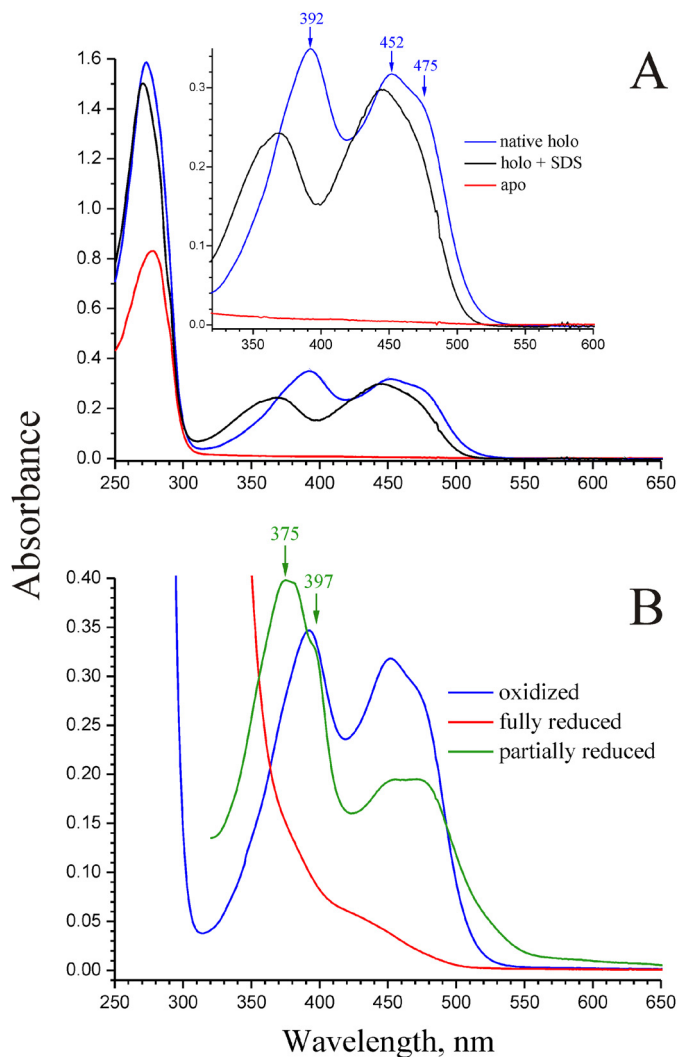 A
392
452
475
native holo
holo + SDS
apo
0.3
0.2
0.1
0.0
350 400 450 500 550 600
1.6
1.4
1.2
1.0
0.8
0.6
0.4
0.2
0.0
250 300 350 400 450 500 550 600 650
Absorbance
B
375
397
oxidized
fully reduced
partially reduced
0.40
0.35
0.30
0.25
0.20
0.15
0.10
0.05
0.00
250 300 350 400 450 500 550 600 650
Wavelength, nm